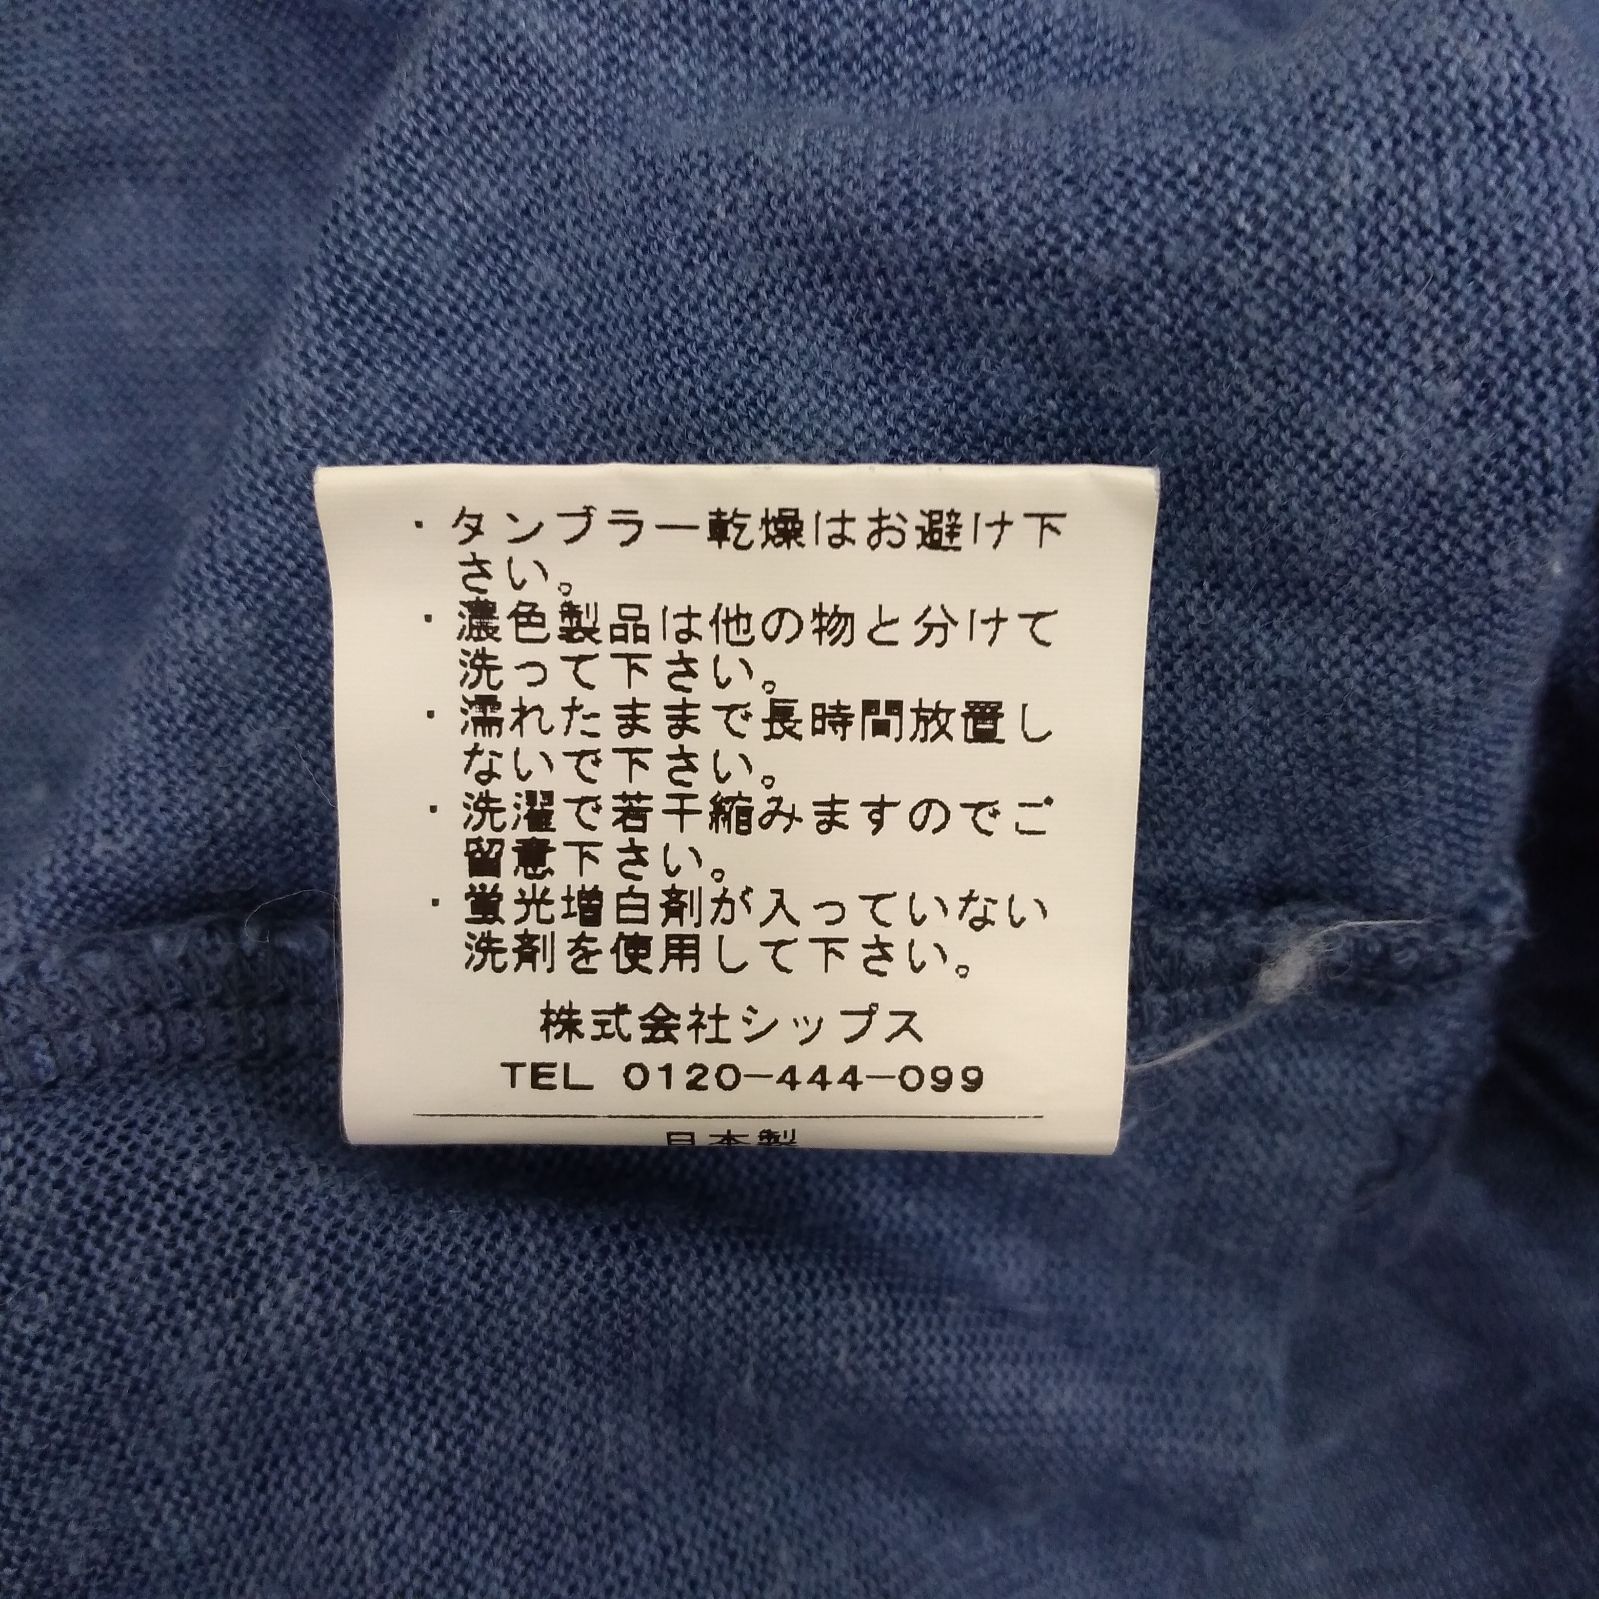 ・タンブラー乾燥はお避け下
さい。
・濃色製品は他の物と分けて
洗って下さい。
・濡れたままで長時間放置し
ないで下さい。
・洗濯で若干縮みますのでご
留意下さい。
・蛍光増白剤が入っていない
洗剤を使用して下さい。
株式会社シップス
TEL 0120-444-099
日本製